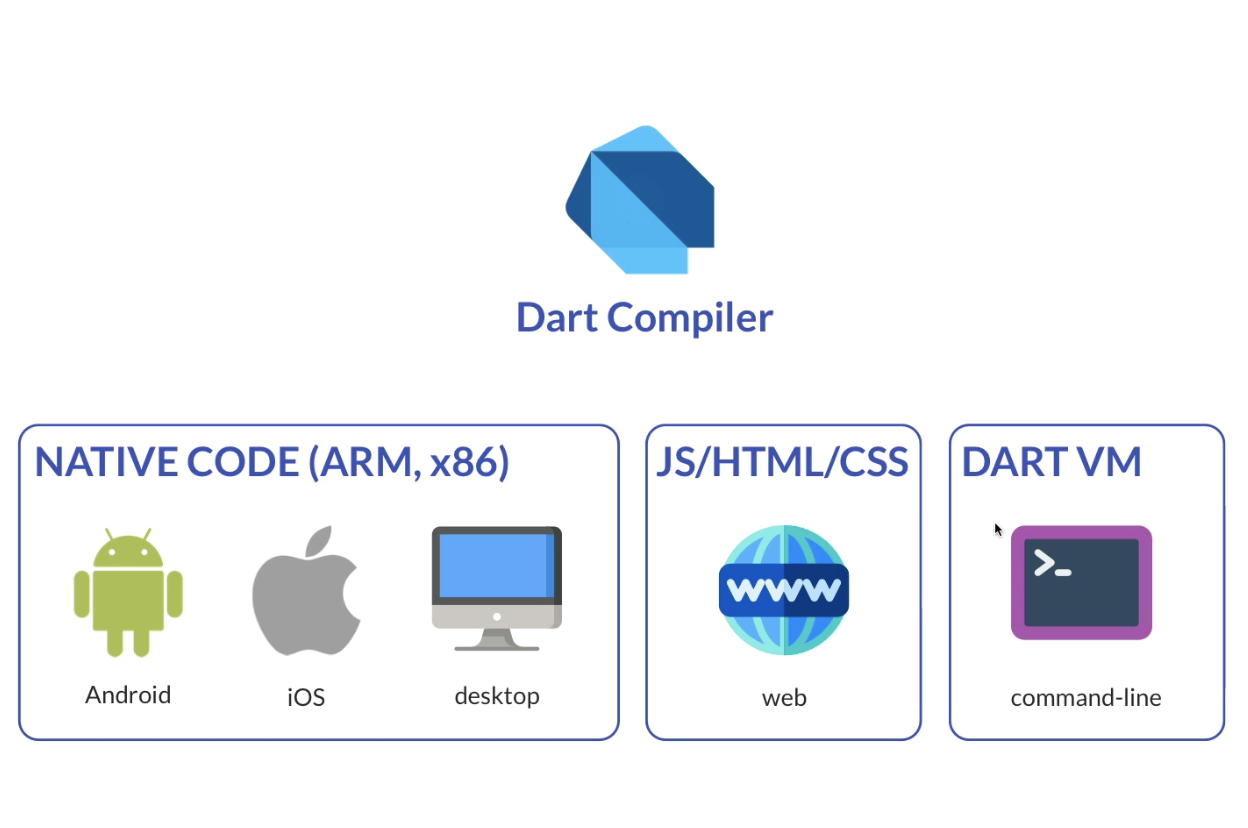 Dart Compiler
NATIVE CODE (ARM, x86)
JS/HTML/CSS
DART VM
www
>_
Android
iOS
desktop
web
command-line